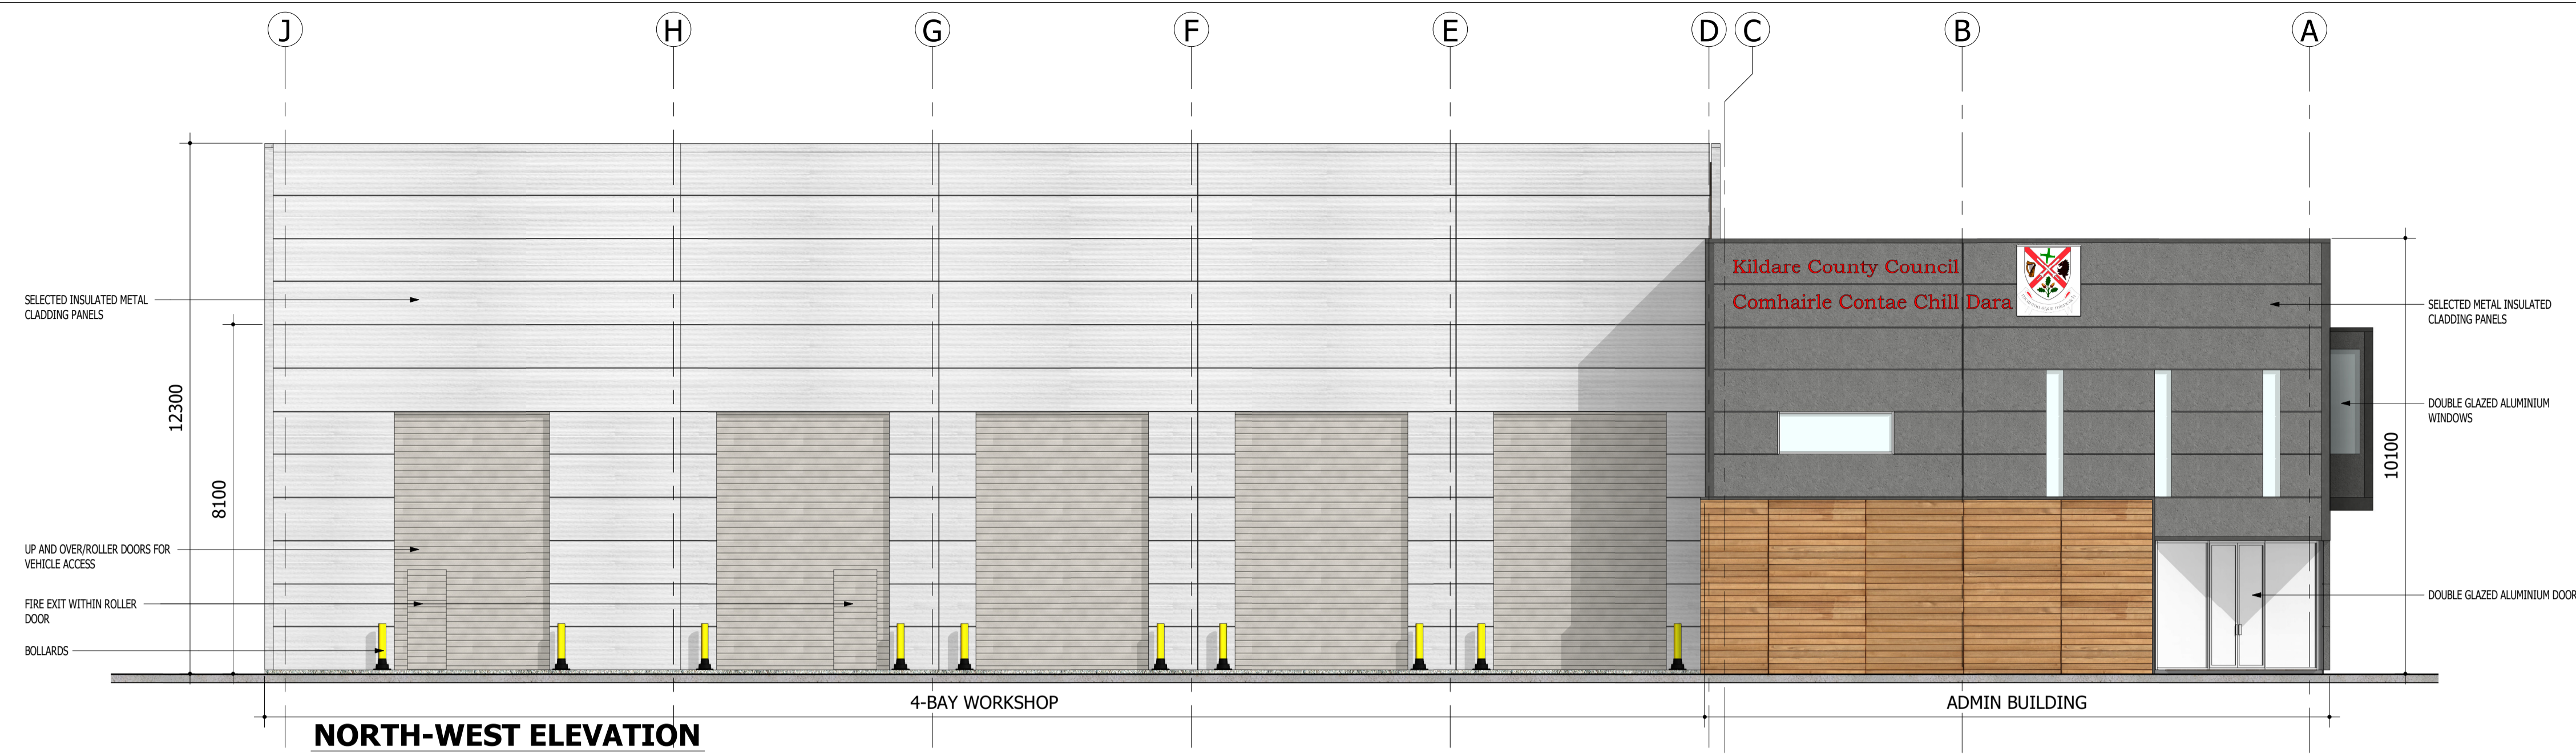 J H G F E D C B A
Kildare County Council
Comhairle Contae Chill Dara
SELECTED INSULATED METAL
CLADDING PANELS
SELECTED METAL INSULATED
CLADDING PANELS
12300
8100
DOUBLE GLAZED ALUMINIUM
WINDOWS
10100
UP AND OVER/ROLLER DOORS FOR
VEHICLE ACCESS
FIRE EXIT WITHIN ROLLER
DOOR
DOUBLE GLAZED ALUMINIUM DOOR
BOLLARDS
4-BAY WORKSHOP
ADMIN BUILDING
NORTH-WEST ELEVATION